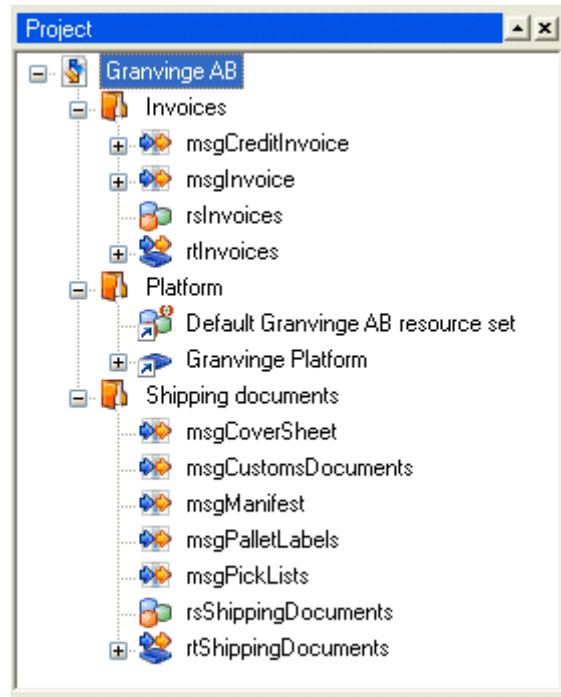 Project
Granvinge AB
Invoices
msgCreditInvoice
msgInvoice
rsInvoices
rtInvoices
Platform
Default Granvinge AB resource set
Granvinge Platform
Shipping documents
msgCoverSheet
msgCustomsDocuments
msgManifest
msgPalletLabels
msgPickLists
rsShippingDocuments
rtShippingDocuments